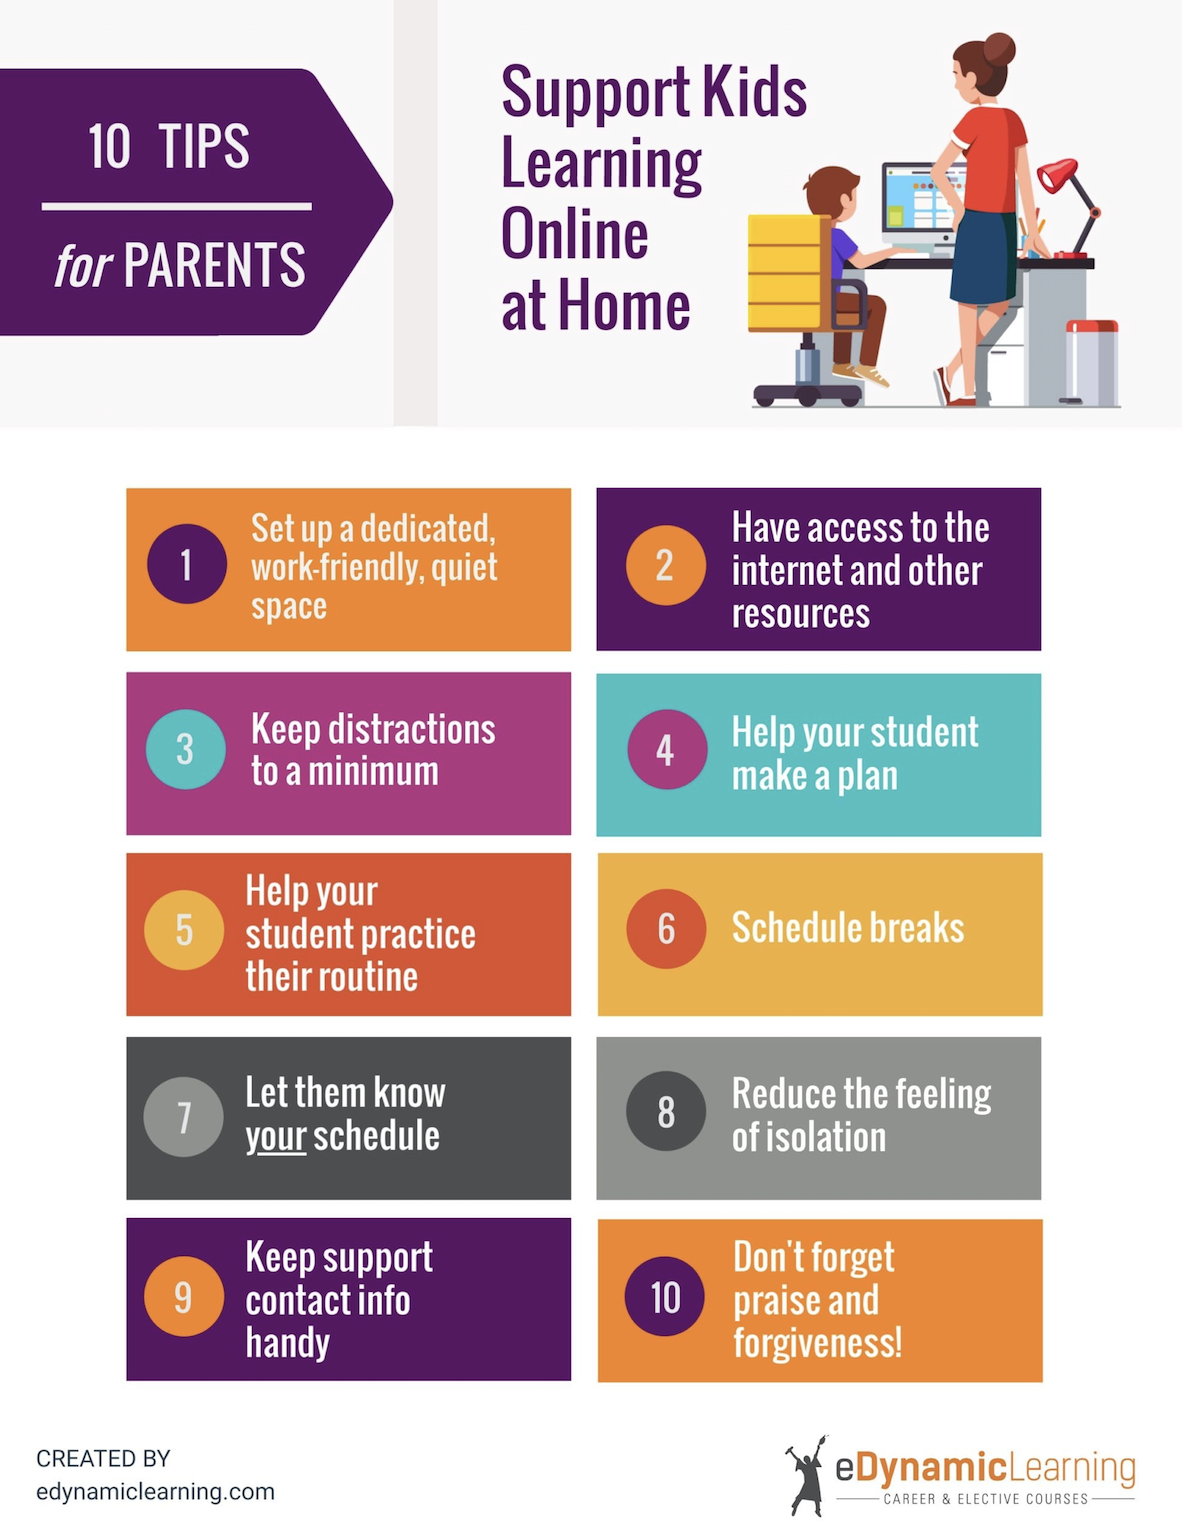 10 TIPS
for PARENTS
Support Kids
Learning
Online
at Home
1
Set up a dedicated,
work-friendly, quiet
space
2
Have access to the
internet and other
resources
3
Keep distractions
to a minimum
4
Help your student
make a plan
5
Help your
student practice
their routine
6
Schedule breaks
7
Let them know
your schedule
8
Reduce the feeling
of isolation
9
Keep support
contact info
handy
10
Don't forget
praise and
forgiveness!
CREATED BY
edynamiclearning.com
eDynamicLearning
CAREER & ELECTIVE COURSES